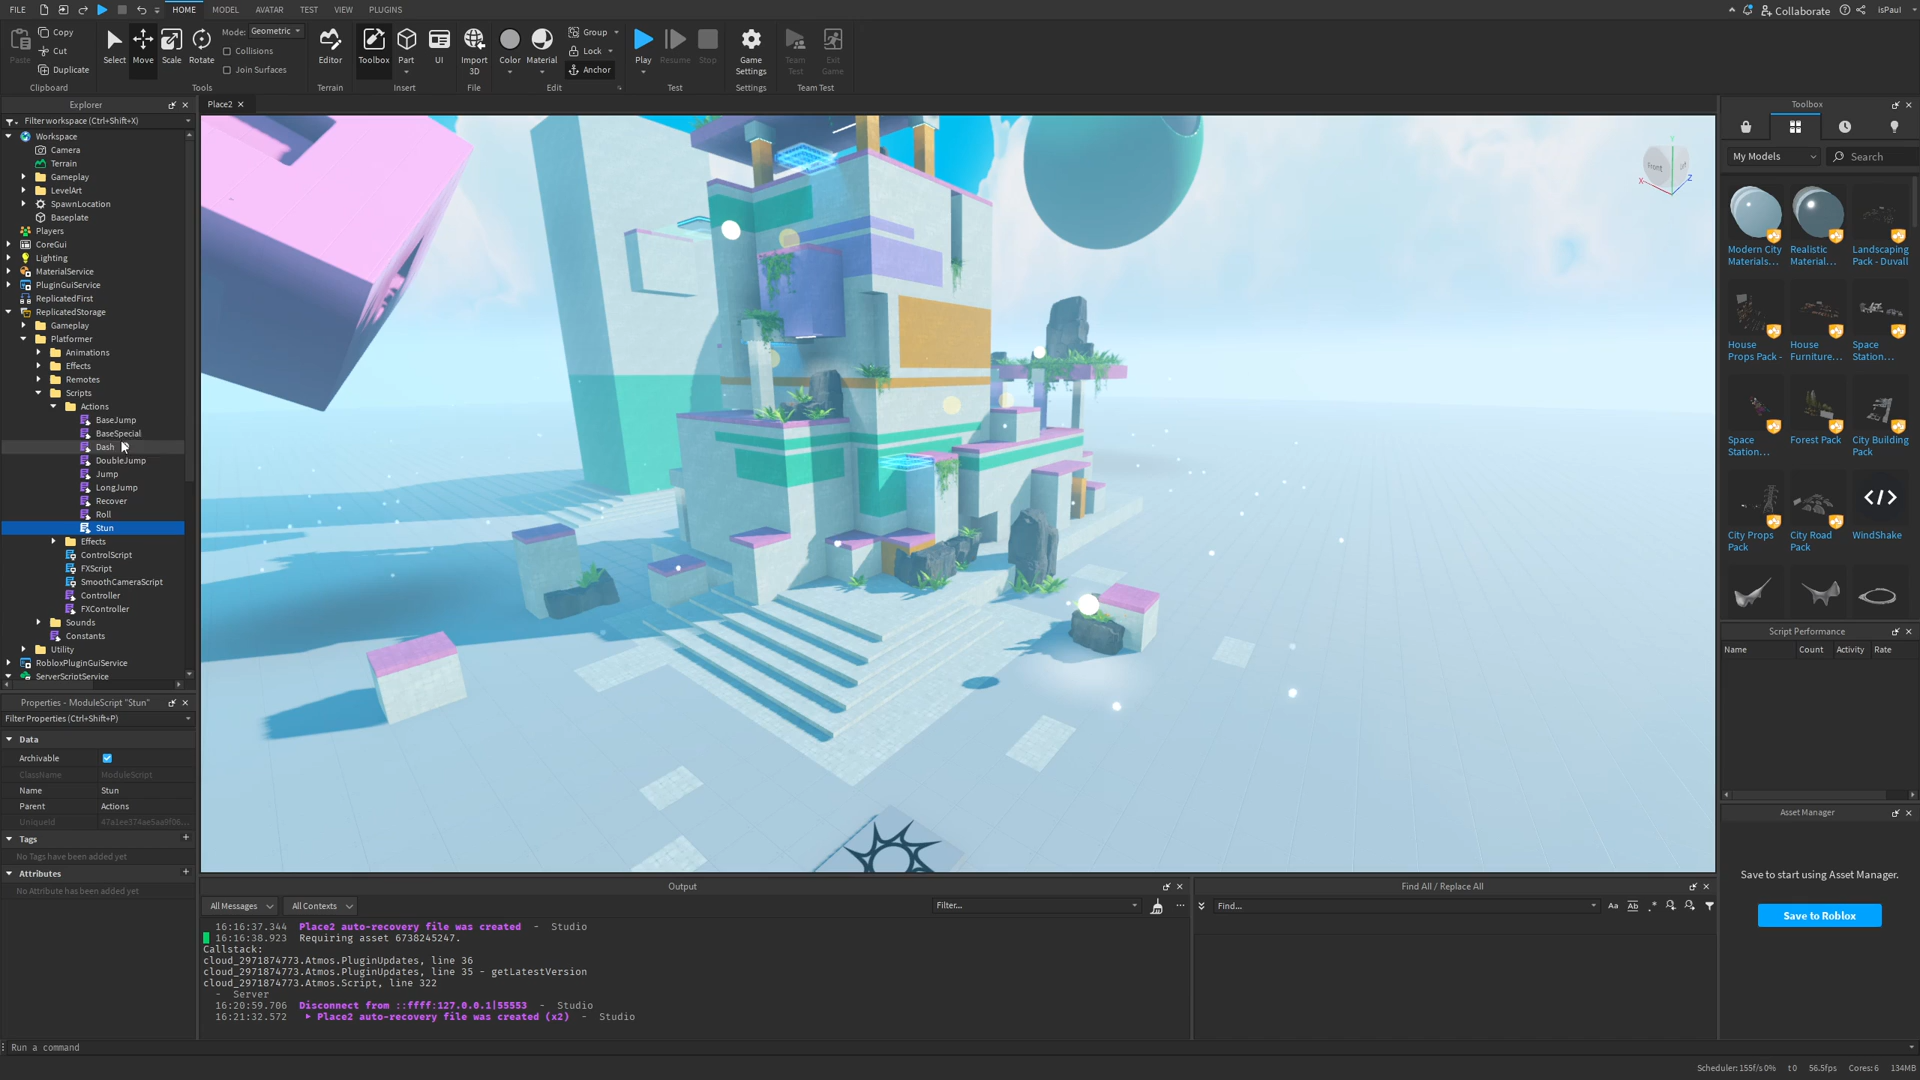 FILE
HOME
MODEL
AVATAR
TEST
VIEW
PLUGINS
Collaborate
isPaul
Paste
Copy
Cut
Duplicate
Clipboard
Select
Move
Scale
Rotate
Mode: Geometric
Collisions
Join Surfaces
Tools
Editor
Terrain
Toolbox
Part
UI
Insert
Import
3D
File
Color
Material
Group
Lock
Anchor
Edit
Play
Resume
Stop
Test
Game
Settings
Settings
Team
Test
Exit
Game
Team Test
Explorer
Filter workspace (Ctrl+Shift+X)
Workspace
Camera
Terrain
Gameplay
LevelArt
SpawnLocation
Baseplate
Players
CoreGui
Lighting
MaterialService
PluginGuiService
ReplicatedFirst
ReplicatedStorage
Gameplay
Platformer
Animations
Effects
Remotes
Scripts
Actions
BaseJump
BaseSpecial
Dash
DoubleJump
Jump
LongJump
Recover
Roll
Stun
Effects
ControlScript
FXScript
SmoothCameraScript
Controller
FXController
Sounds
Constants
Utility
RobloxPluginGuiService
ServerScriptService
Properties - ModuleScript "Stun"
Filter Properties (Ctrl+Shift+P)
Data
Archivable
ClassName ModuleScript
Name Stun
Parent Actions
UniqueId 47a1ee374ae5aa9f06...
Tags
No Tags have been added yet
Attributes
No Attribute has been added yet
Place2
Front
X
Y
Z
Output
All Messages
All Contexts
Filter...
16:16:37.344 Place2 auto-recovery file was created - Studio
16:16:38.923 Requiring asset 6738245247.
Callstack:
cloud_2971874773.Atmos.PluginUpdates, line 36
cloud_2971874773.Atmos.PluginUpdates, line 35 - getLatestVersion
cloud_2971874773.Atmos.Script, line 322
- Server
16:20:59.706 Disconnect from ::ffff:127.0.0.1|55553 - Studio
16:21:32.572 Place2 auto-recovery file was created (x2) - Studio
Find All / Replace All
Find...
Aa
Ab
.*
Toolbox
My Models
Search
Modern City
Materials...
Realistic
Material...
Landscaping
Pack - Duvall
House
Props Pack -
House
Furniture...
Space
Station...
Space
Station...
Forest Pack
City Building
Pack
City Props
Pack
City Road
Pack
WindShake
Script Performance
Name
Count
Activity
Rate
Asset Manager
Save to start using Asset Manager.
Save to Roblox
Run a command
Scheduler: 155f/s 0%
t 0
56.5fps
Cores: 6
134MB